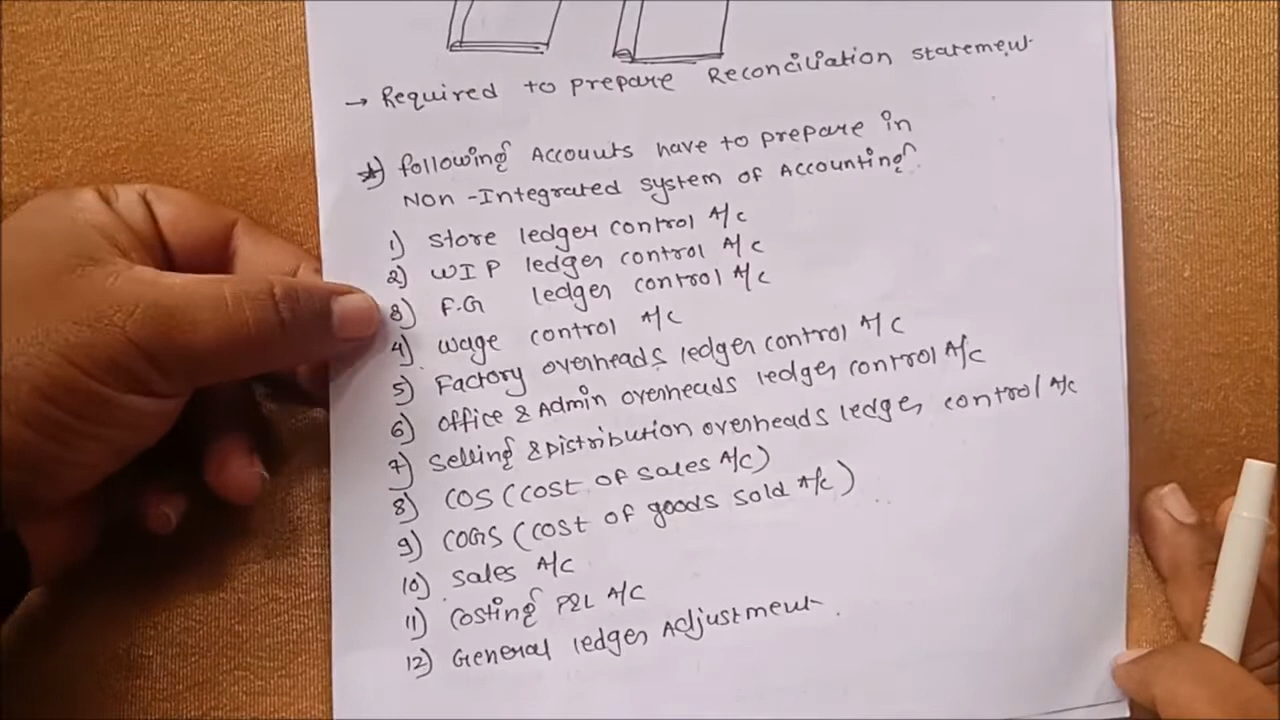 → Required to prepare Reconciliation statement
*) following Accounts have to prepare in
Non-Integrated system of Accounting
1) store ledger control A/c
2) WIP ledger control A/c
3) F.G ledger control A/c
4) wage control A/c
5) Factory overheads ledger control A/c
6) office & Admin overheads ledger control A/c
7) selling & Distribution overheads ledger control A/c
8) COS (cost of sales A/c)
9) COGS (cost of goods sold A/c)
10) sales A/c
11) costing P&L A/c
12) General ledger Adjustment